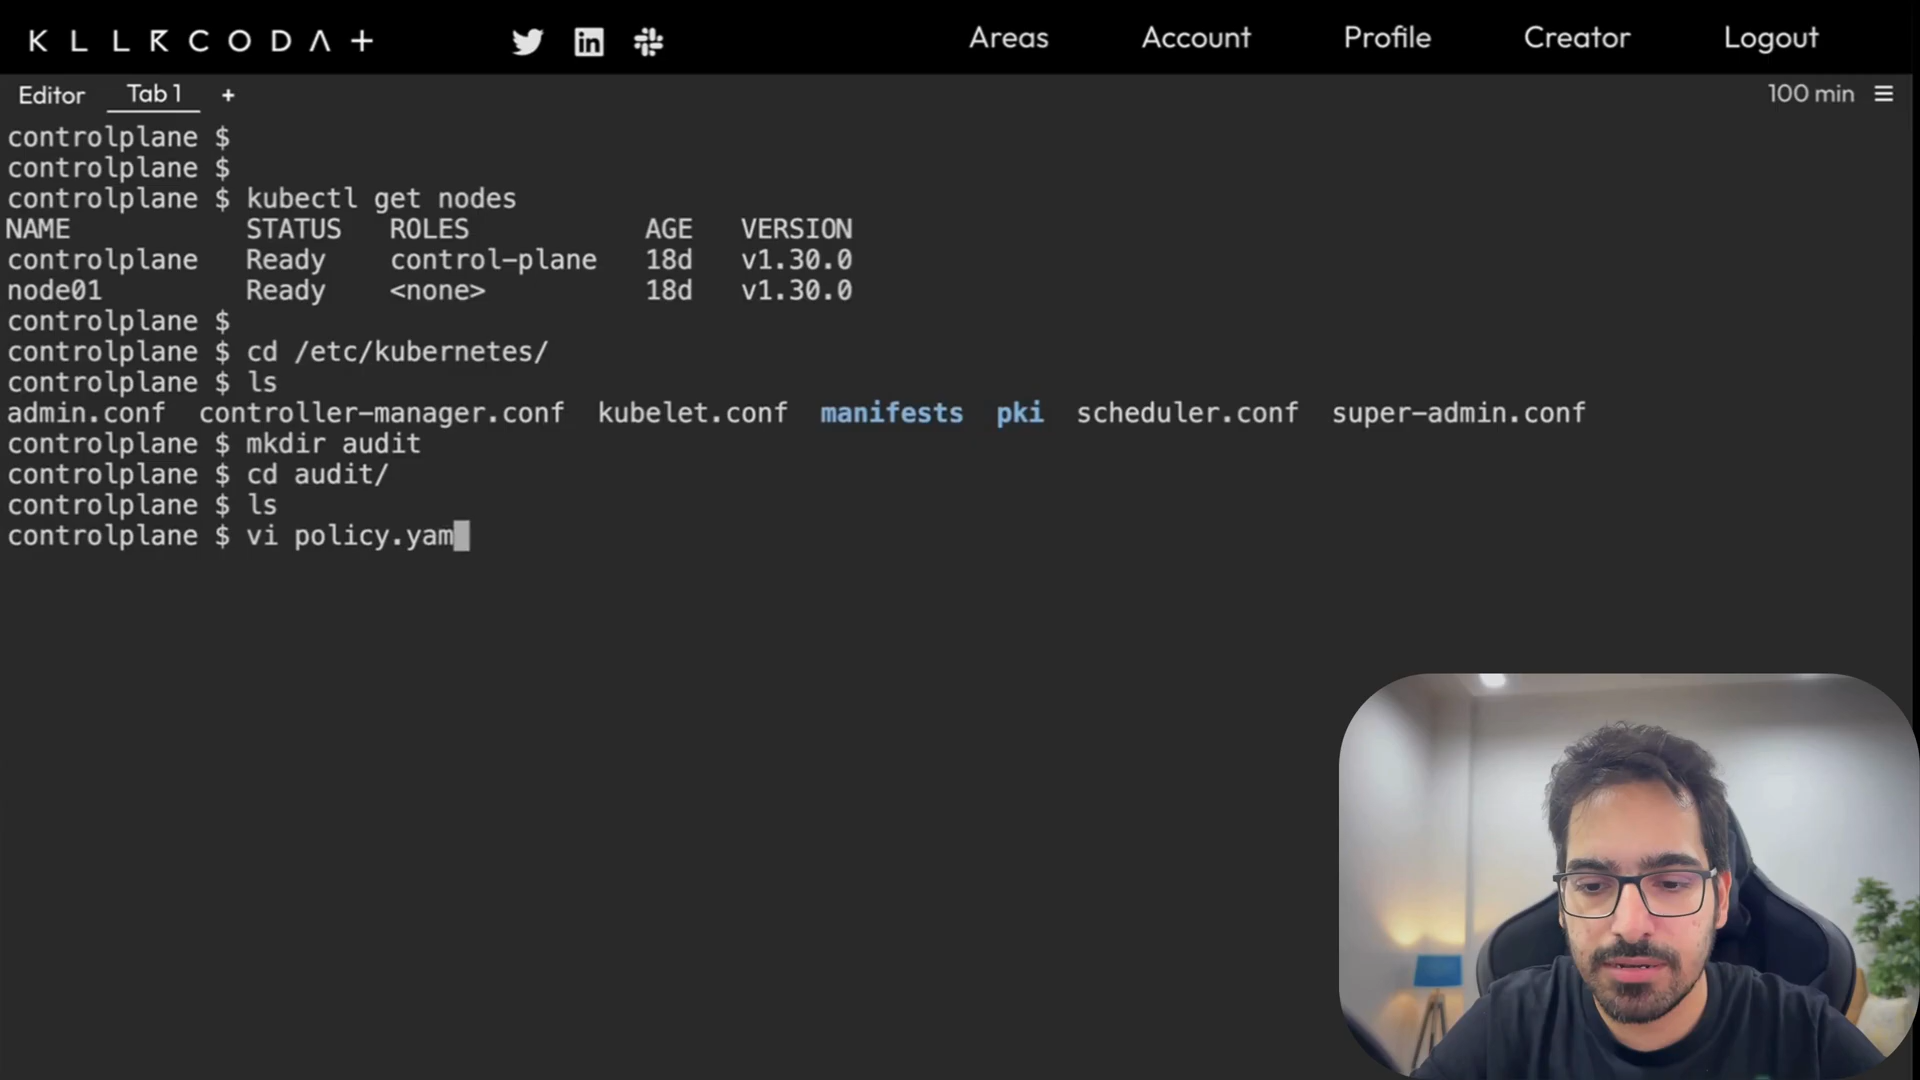 KLLRCODA+ Areas Account Profile Creator Logout
Editor Tab 1 + 100 min
controlplane $
controlplane $
controlplane $ kubectl get nodes
NAME STATUS ROLES AGE VERSION
controlplane Ready control-plane 18d v1.30.0
node01 Ready <none> 18d v1.30.0
controlplane $
controlplane $ cd /etc/kubernetes/
controlplane $ ls
admin.conf controller-manager.conf kubelet.conf manifests pki scheduler.conf super-admin.conf
controlplane $ mkdir audit
controlplane $ cd audit/
controlplane $ ls
controlplane $ vi policy.yam